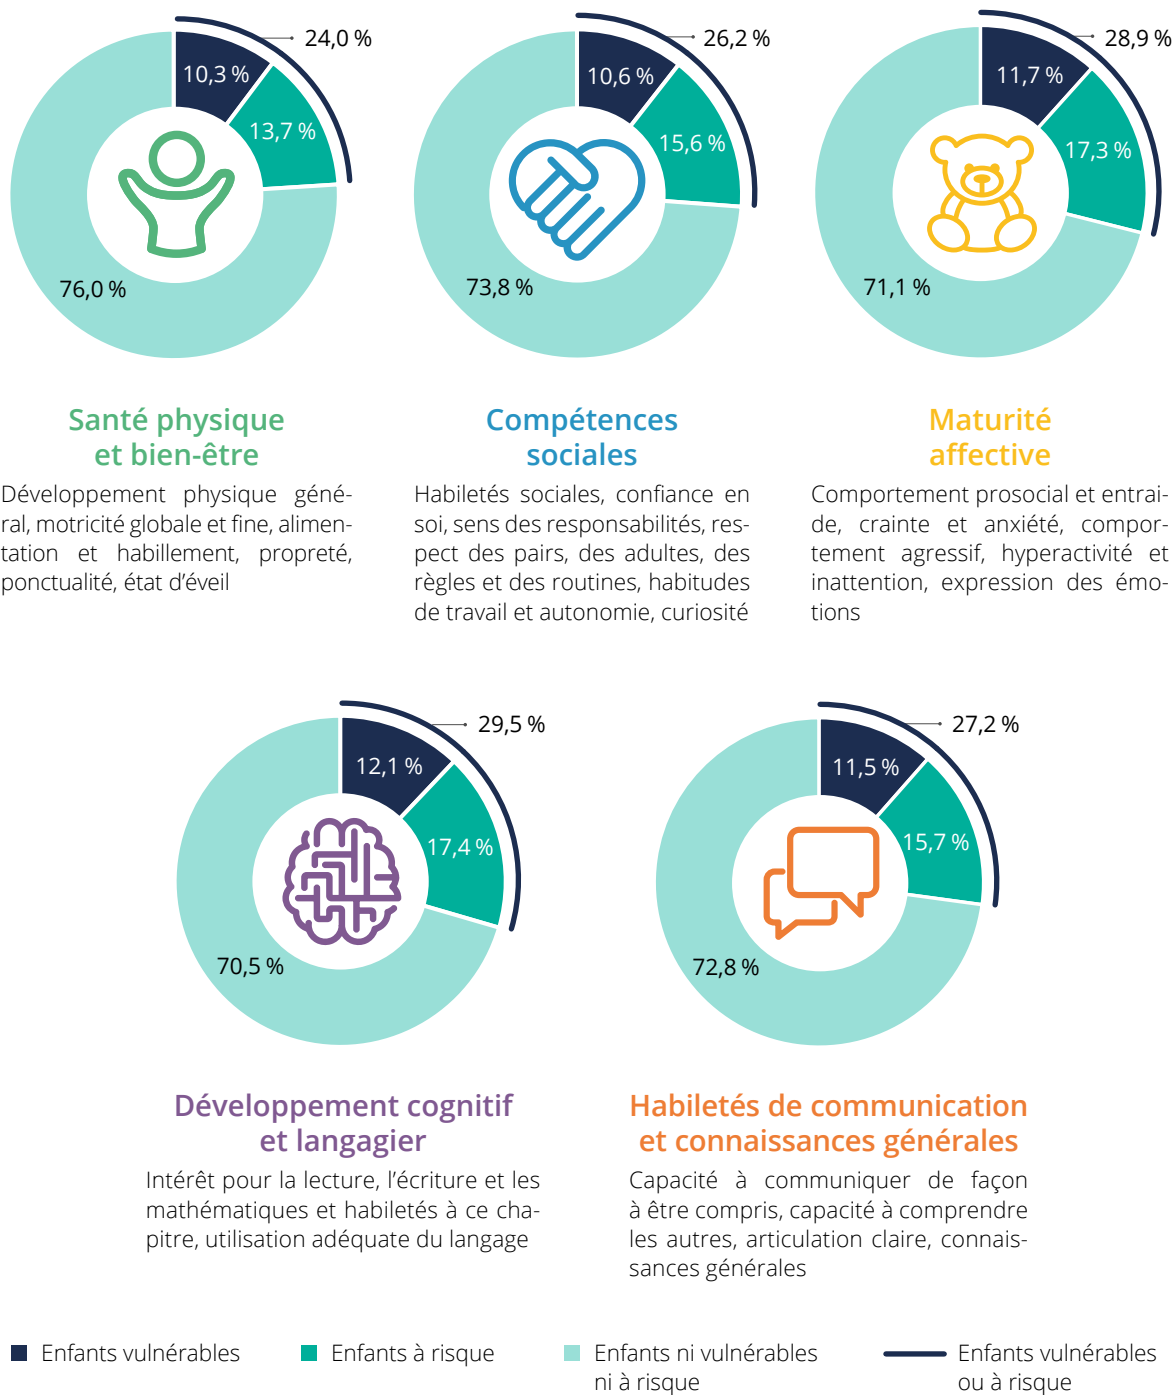 24,0 %
10,3 %
13,7 %
76,0 %
26,2 %
10,6 %
15,6 %
73,8 %
28,9 %
11,7 %
17,3 %
71,1 %
Santé physique
et bien-être
Développement physique géné-
ral, motricité globale et fine, alimen-
tation et habillement, propreté,
ponctualité, état d’éveil
Compétences
sociales
Habiletés sociales, confiance en
soi, sens des responsabilités, res-
pect des pairs, des adultes, des
règles et des routines, habitudes
de travail et autonomie, curiosité
Maturité
affective
Comportement prosocial et entrai-
de, crainte et anxiété, compor-
tement agressif, hyperactivité et
inattention, expression des émo-
tions
29,5 %
12,1 %
17,4 %
70,5 %
27,2 %
11,5 %
15,7 %
72,8 %
Développement cognitif
et langagier
Intérêt pour la lecture, l’écriture et les
mathématiques et habiletés à ce cha-
pitre, utilisation adéquate du langage
Habiletés de communication
et connaissances générales
Capacité à communiquer de façon
à être compris, capacité à comprendre
les autres, articulation claire, connais-
sances générales
Enfants vulnérables
Enfants à risque
Enfants ni vulnérables
ni à risque
Enfants vulnérables
ou à risque